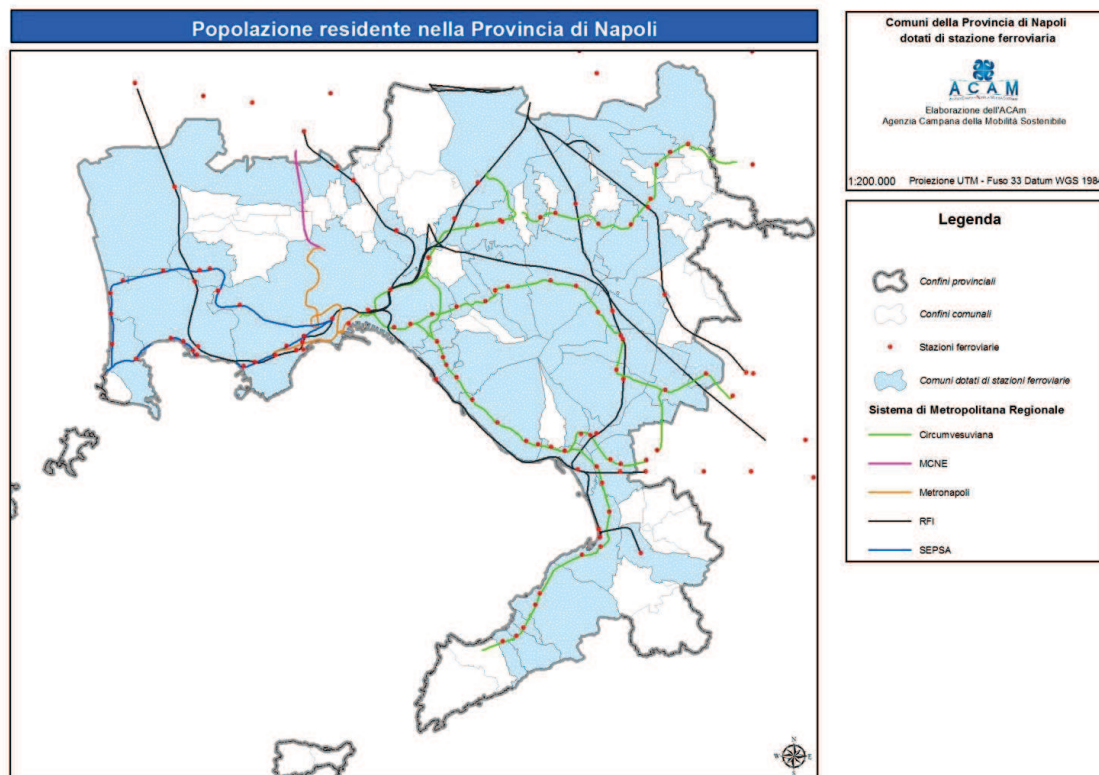 Popolazione residente nella Provincia di Napoli
Comuni della Provincia di Napoli
dotati di stazione ferroviaria
ACAM
Elaborazione dell'ACAm
Agenzia Campana della Mobilità Sostenibile
1:200.000 Proiezione UTM - Fuso 33 Datum WGS 1984
Legenda
Confini provinciali
Confini comunali
Stazioni ferroviarie
Comuni dotati di stazioni ferroviarie
Sistema di Metropolitana Regionale
Circumvesuviana
MCNE
Metronapoli
RFI
SEPSA
N
W E
S